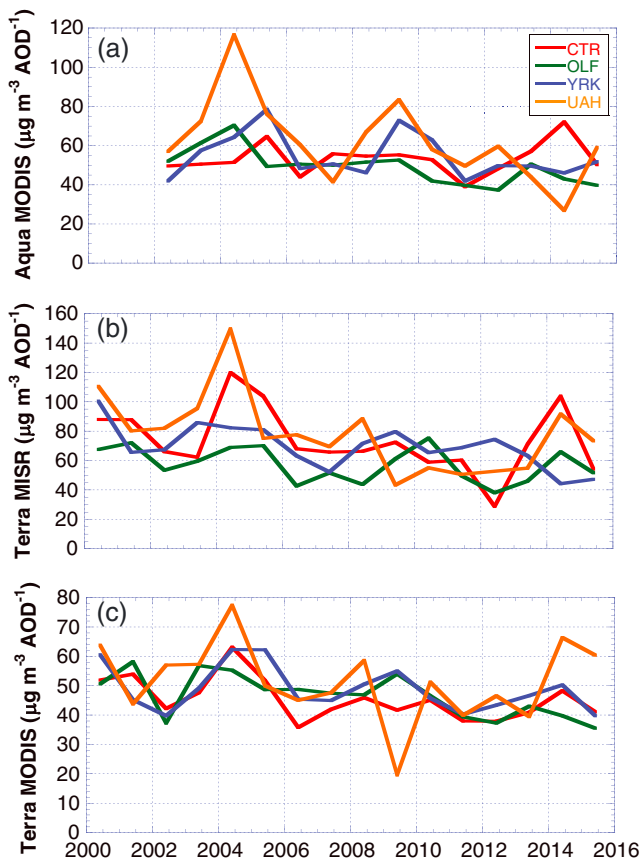 (a)
Aqua MODIS (µg m⁻³ AOD⁻¹)
120
100
80
60
40
20
0
CTR
OLF
YRK
UAH
(b)
Terra MISR (µg m⁻³ AOD⁻¹)
160
140
120
100
80
60
40
20
0
(c)
Terra MODIS (µg m⁻³ AOD⁻¹)
80
70
60
50
40
30
20
10
0
2000 2002 2004 2006 2008 2010 2012 2014 2016